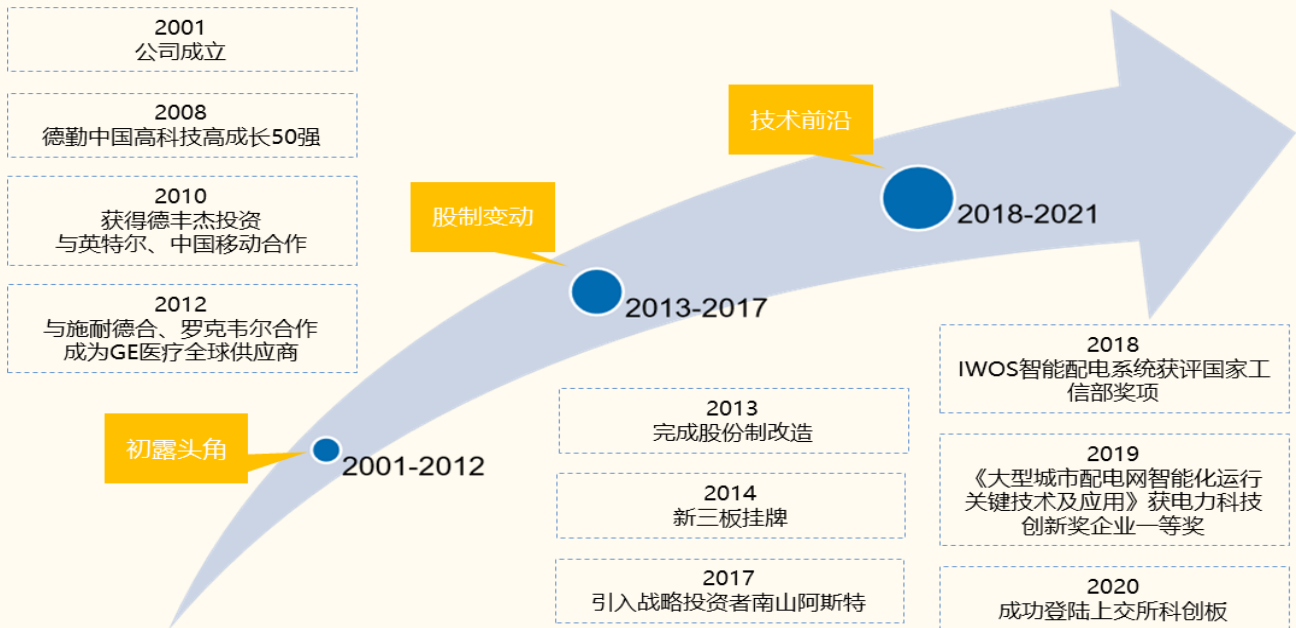 2001
公司成立
2008
德勤中国高科技高成长50强
2010
获得德丰杰投资
与英特尔、中国移动合作
2012
与施耐德合、罗克韦尔合作
成为GE医疗全球供应商
初露头角
2001-2012
股制变动
2013-2017
2013
完成股份制改造
2014
新三板挂牌
2017
引入战略投资者南山阿斯特
技术前沿
2018-2021
2018
IWOS智能配电系统获评国家工
信部奖项
2019
《大型城市配电网智能化运行
关键技术及应用》获电力科技
创新奖企业一等奖
2020
成功登陆上交所科创板